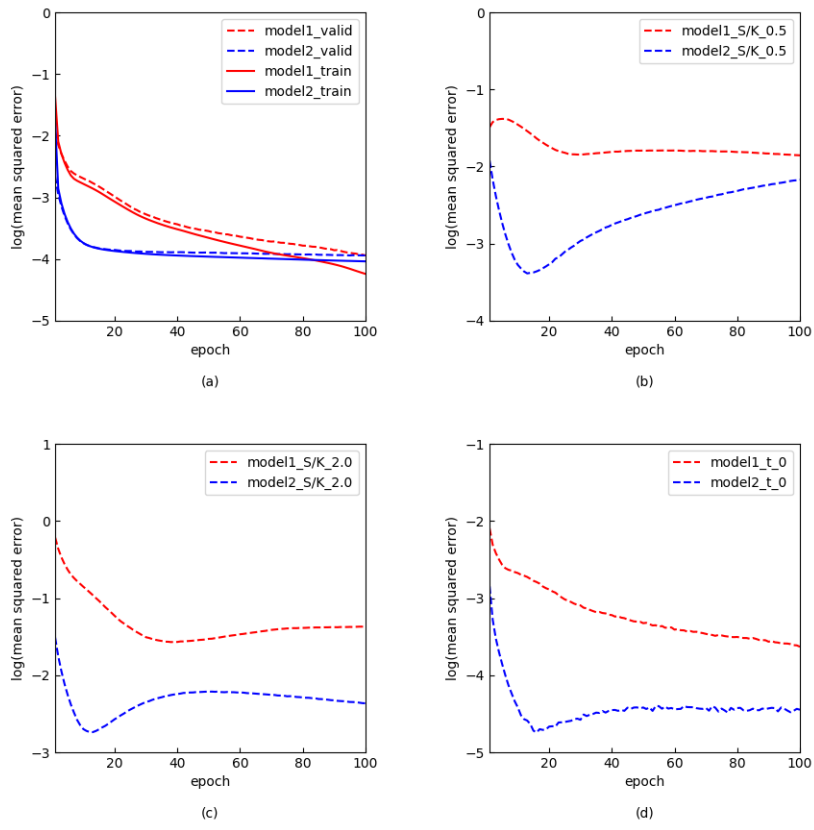 0
−1
−2
−3
−4
−5
20
40
60
80
100
log(mean squared error)
epoch
model1_valid
model2_valid
model1_train
model2_train
(a)
0
−1
−2
−3
−4
20
40
60
80
100
log(mean squared error)
epoch
model1_S/K_0.5
model2_S/K_0.5
(b)
1
0
−1
−2
−3
20
40
60
80
100
log(mean squared error)
epoch
model1_S/K_2.0
model2_S/K_2.0
(c)
−1
−2
−3
−4
−5
20
40
60
80
100
log(mean squared error)
epoch
model1_t_0
model2_t_0
(d)